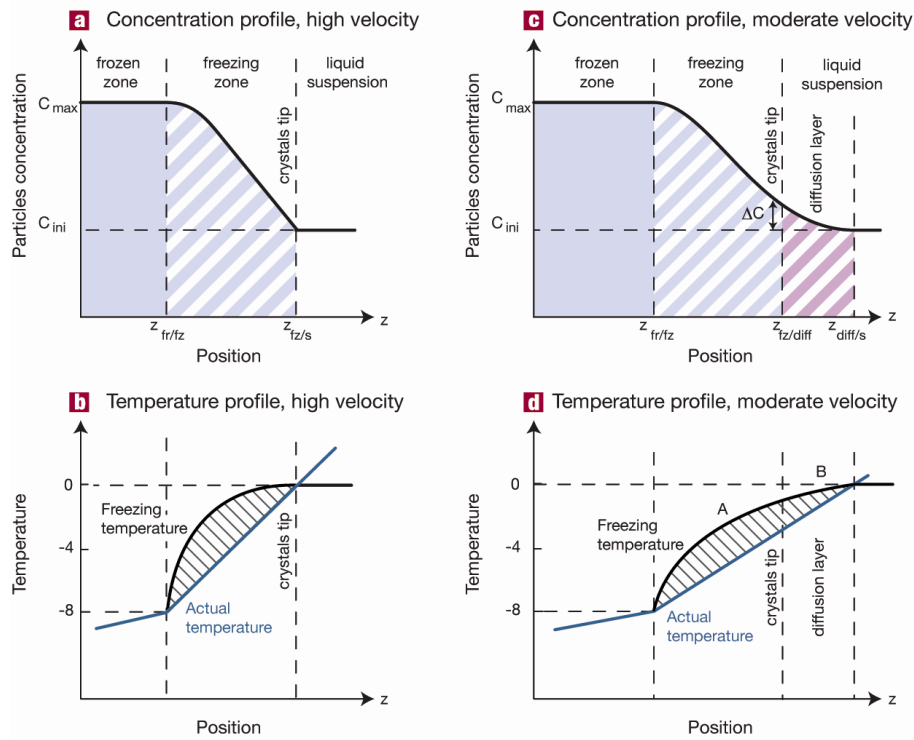 a Concentration profile, high velocity
frozen zone
freezing zone
liquid suspension
crystals tip
Particles concentration
C max
C ini
z fr/fz
z fz/s
z
Position
c Concentration profile, moderate velocity
frozen zone
freezing zone
liquid suspension
crystals tip
diffusion layer
Particles concentration
C max
C ini
ΔC
z fr/fz
z fz/diff
z diff/s
z
Position
b Temperature profile, high velocity
Temperature
0
-4
-8
Freezing temperature
Actual temperature
crystals tip
z
Position
d Temperature profile, moderate velocity
Temperature
0
-4
-8
A
B
Freezing temperature
Actual temperature
crystals tip
diffusion layer
z
Position